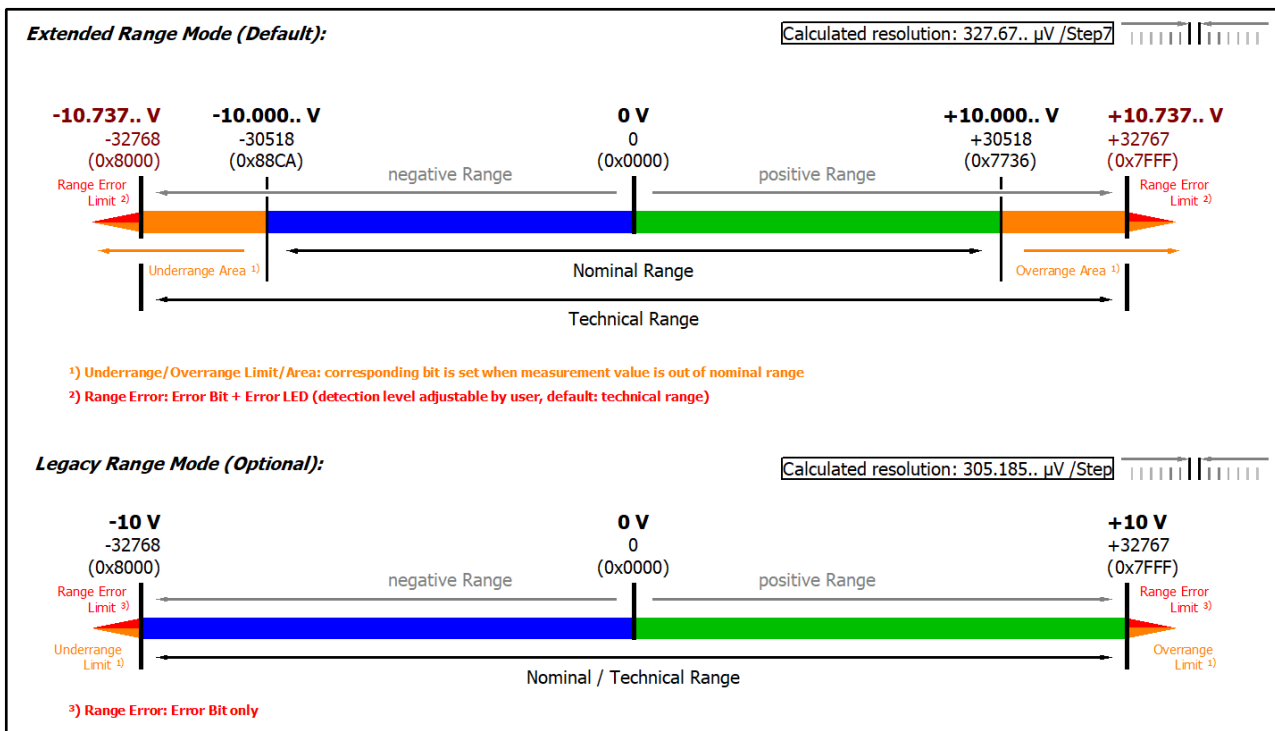 Extended Range Mode (Default):
Calculated resolution: 327.67.. µV /Step7
-10.737.. V
-10.000.. V
0 V
+10.000.. V
+10.737.. V
-32768
-30518
0
+30518
+32767
(0x8000)
(0x88CA)
(0x0000)
(0x7736)
(0x7FFF)
Range Error
Limit 2)
negative Range
positive Range
Range Error
Limit 2)
Underrange Area 1)
Nominal Range
Overrange Area 1)
Technical Range
1) Underrange/Overrange Limit/Area: corresponding bit is set when measurement value is out of nominal range
2) Range Error: Error Bit + Error LED (detection level adjustable by user, default: technical range)
Legacy Range Mode (Optional):
Calculated resolution: 305.185.. µV /Step
-10 V
0 V
+10 V
-32768
0
+32767
(0x8000)
(0x0000)
(0x7FFF)
Range Error
Limit 3)
negative Range
positive Range
Range Error
Limit 3)
Underrange
Limit 1)
Nominal / Technical Range
Overrange
Limit 1)
3) Range Error: Error Bit only